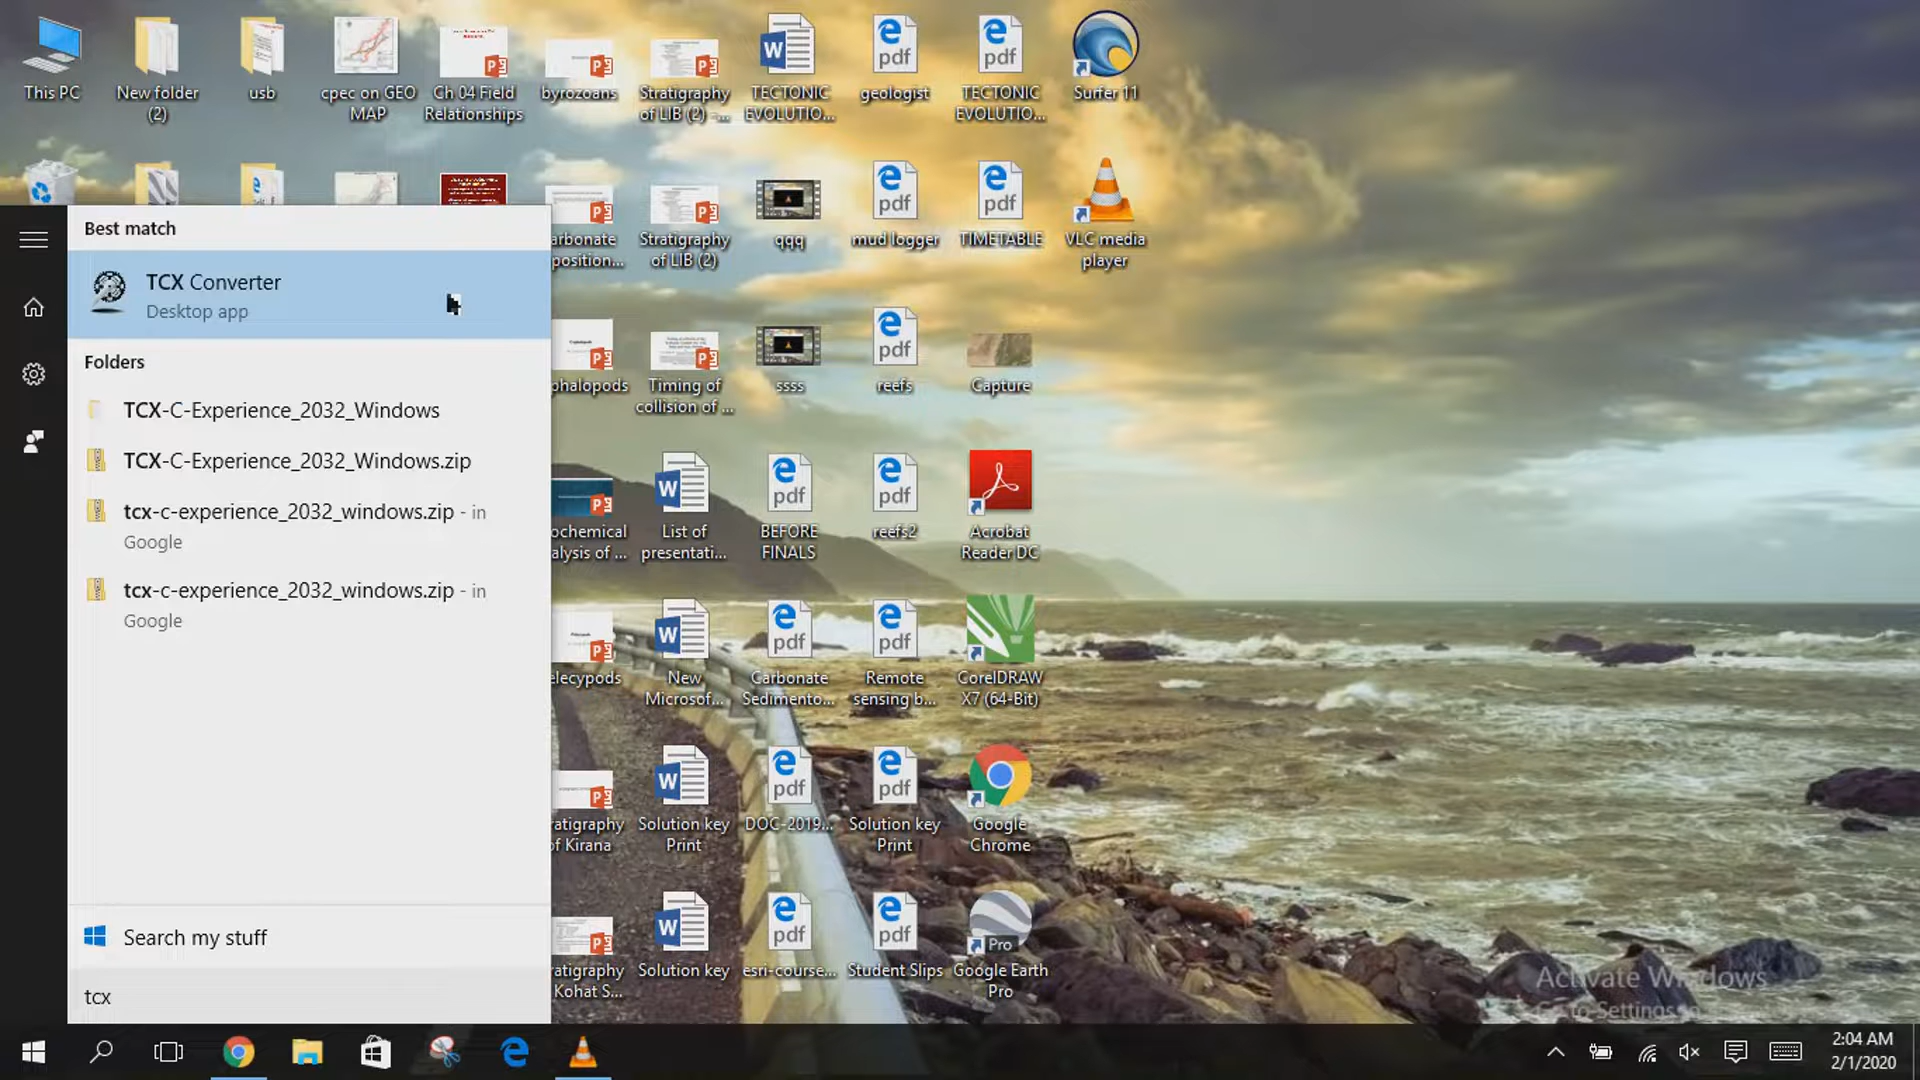 This PC
New folder
(2)
usb
cpec on GEO
MAP
Ch 04 Field
Relationships
byrozoans
Stratigraphy
of LIB (2) -...
TECTONIC
EVOLUTIO...
geologist
TECTONIC
EVOLUTIO...
Surfer 11
arbonate
position...
Stratigraphy
of LIB (2)
qqq
mud logger
TIMETABLE
VLC media
player
phalopods
Timing of
collision of ...
ssss
reefs
Capture
ochemical
alysis of ...
List of
presentati...
BEFORE
FINALS
reefs2
Acrobat
Reader DC
elecypods
New
Microsof...
Carbonate
Sedimento...
Remote
sensing b...
CorelDRAW
X7 (64-Bit)
ratigraphy
of Kirana
Solution key
Print
DOC-2019...
Solution key
Print
Google
Chrome
ratigraphy
Kohat S...
Solution key
esri-course...
Student Slips
Google Earth
Pro
Best match
TCX Converter
Desktop app
Folders
TCX-C-Experience_2032_Windows
TCX-C-Experience_2032_Windows.zip
tcx-c-experience_2032_windows.zip - in
Google
tcx-c-experience_2032_windows.zip - in
Google
Search my stuff
tcx
Activate Windows
Go to Settings
2:04 AM
2/1/2020